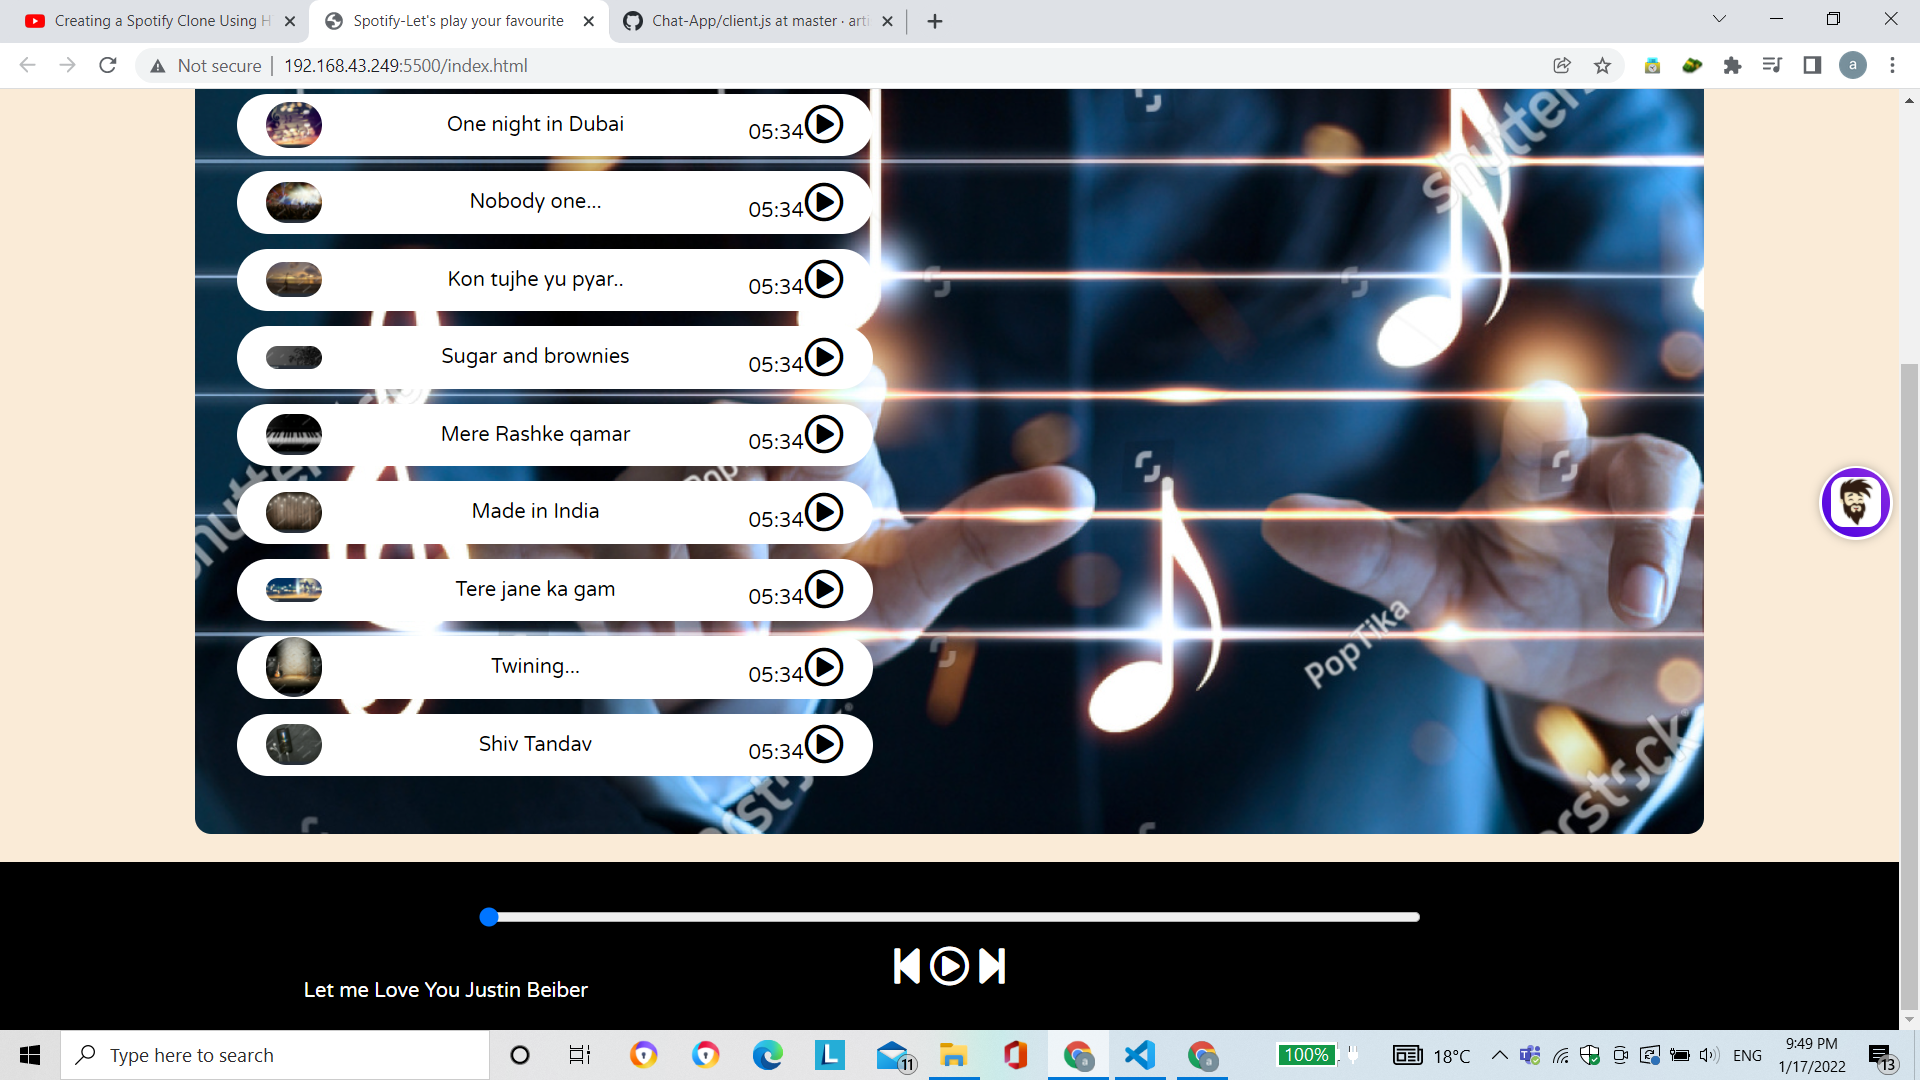 Creating a Spotify Clone Using H
Spotify-Let's play your favourite
Chat-App/client.js at master · arti
Not secure | 192.168.43.249:5500/index.html
a
One night in Dubai 05:34
Nobody one... 05:34
Kon tujhe yu pyar.. 05:34
Sugar and brownies 05:34
Mere Rashke qamar 05:34
Made in India 05:34
Tere jane ka gam 05:34
Twining... 05:34
Shiv Tandav 05:34
shutters
PopTika
Let me Love You Justin Beiber
Type here to search
L
11
a
a
100%
18°C
ENG
9:49 PM
1/17/2022
13